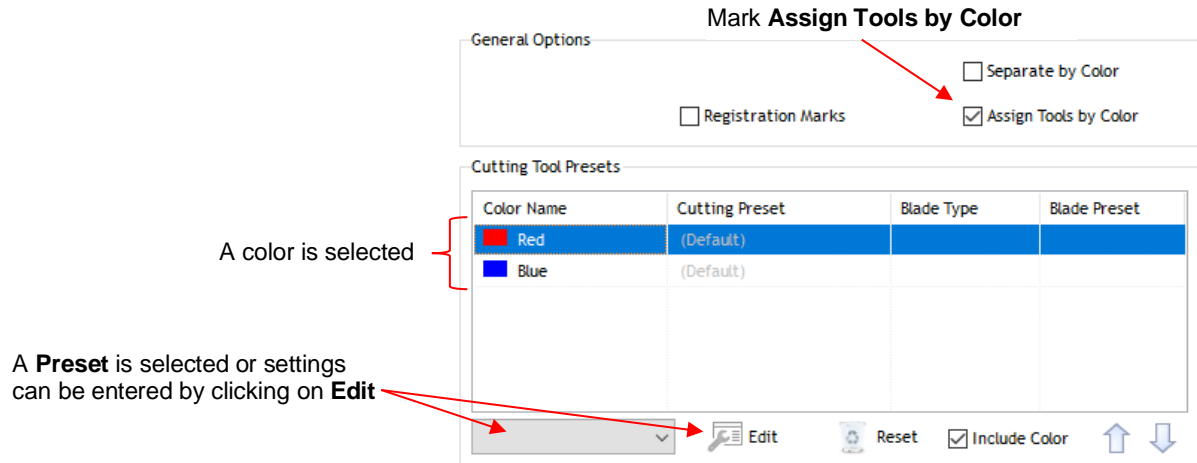 Mark Assign Tools by Color
General Options
Separate by Color
Registration Marks
Assign Tools by Color
Cutting Tool Presets
Color Name Cutting Preset Blade Type Blade Preset
Red (Default)
A color is selected
Blue (Default)
A Preset is selected or settings
can be entered by clicking on Edit
Edit Reset Include Color